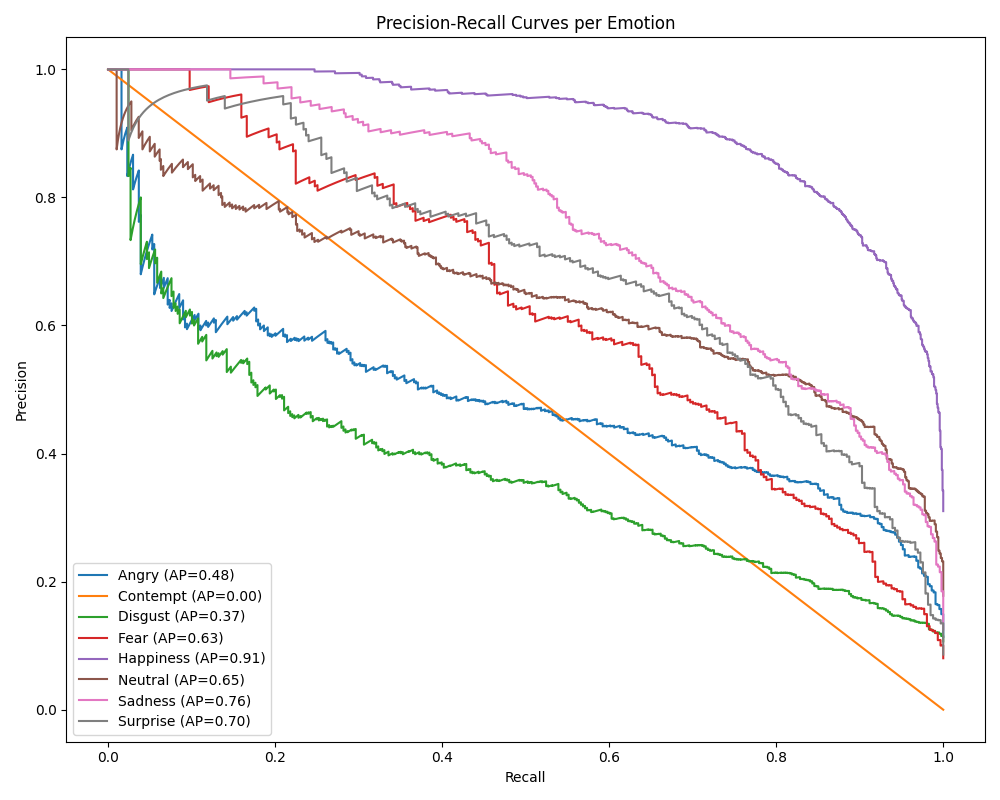 Precision-Recall Curves per Emotion
1.0
0.8
0.6
0.4
0.2
0.0
Precision
Angry (AP=0.48)
Contempt (AP=0.00)
Disgust (AP=0.37)
Fear (AP=0.63)
Happiness (AP=0.91)
Neutral (AP=0.65)
Sadness (AP=0.76)
Surprise (AP=0.70)
0.0 0.2 0.4 0.6 0.8 1.0
Recall